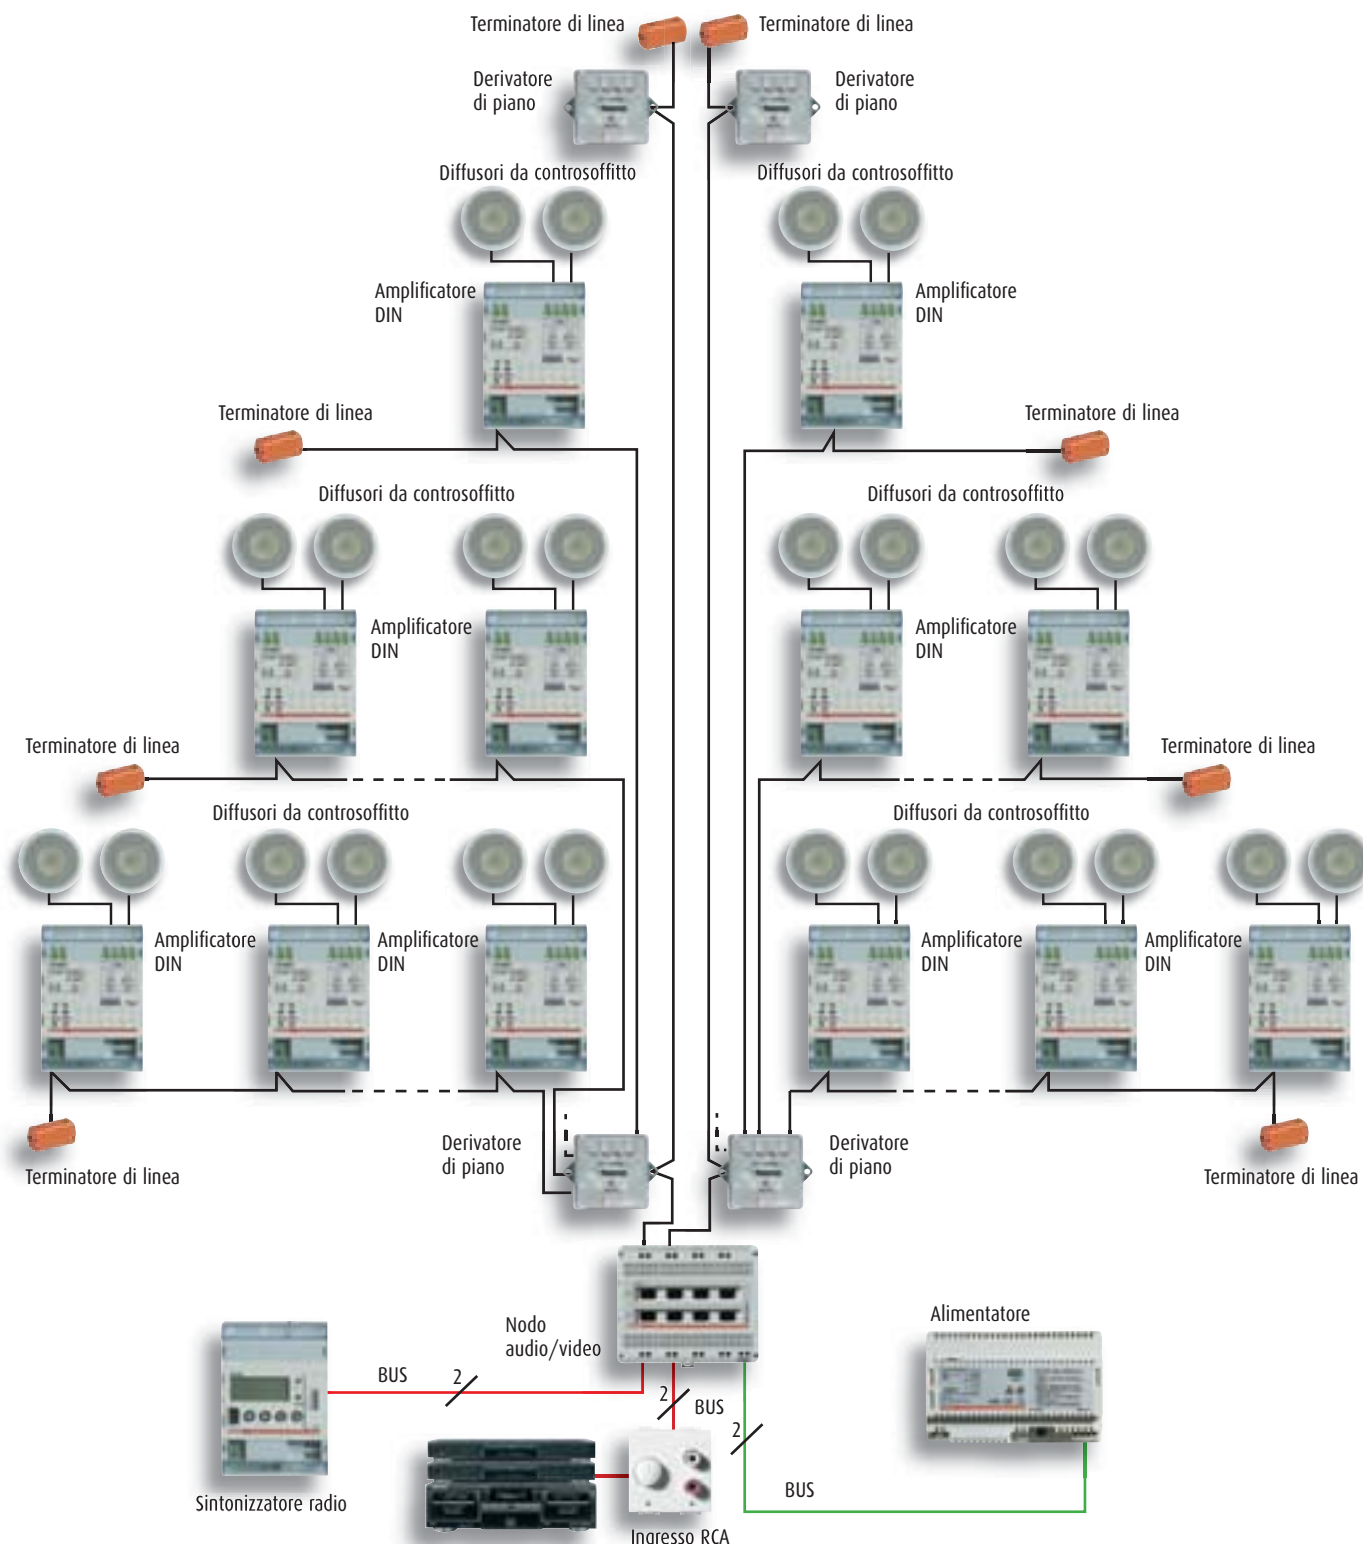 Terminatore di linea
Terminatore di linea
Derivatore
di piano
Derivatore
di piano
Diffusori da controsoffitto
Diffusori da controsoffitto
Amplificatore
DIN
Amplificatore
DIN
Terminatore di linea
Terminatore di linea
Diffusori da controsoffitto
Diffusori da controsoffitto
Amplificatore
DIN
Amplificatore
DIN
Terminatore di linea
Terminatore di linea
Diffusori da controsoffitto
Diffusori da controsoffitto
Amplificatore
DIN
Amplificatore
DIN
Amplificatore
DIN
Amplificatore
DIN
Derivatore
di piano
Derivatore
di piano
Terminatore di linea
Terminatore di linea
Nodo
audio/video
Alimentatore
BUS
2
2
BUS
2
BUS
Sintonizzatore radio
Ingresso RCA